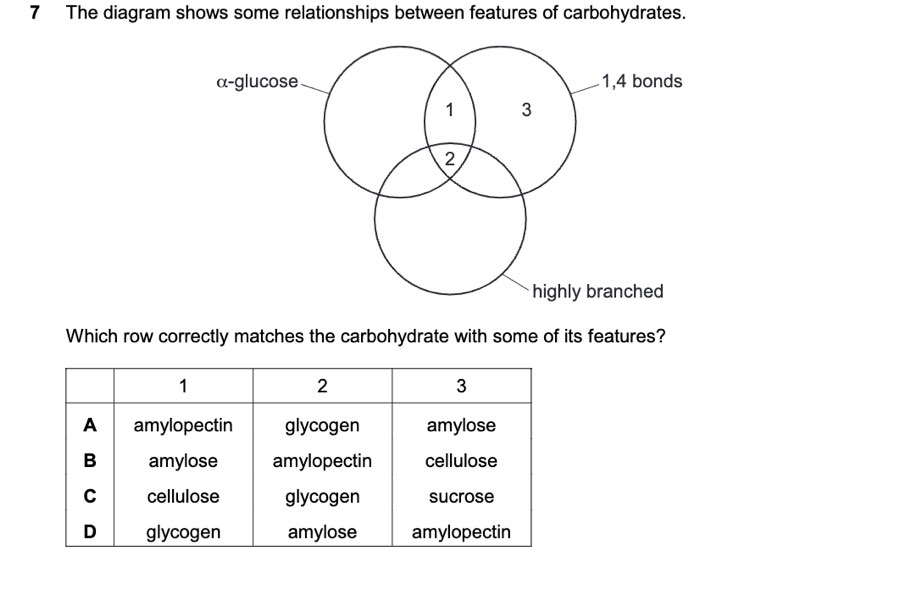 7 The diagram shows some relationships between features of carbohydrates.
α-glucose 1,4 bonds
1 3
2
highly branched
Which row correctly matches the carbohydrate with some of its features?
1 2 3
A amylopectin glycogen amylose
B amylose amylopectin cellulose
C cellulose glycogen sucrose
D glycogen amylose amylopectin